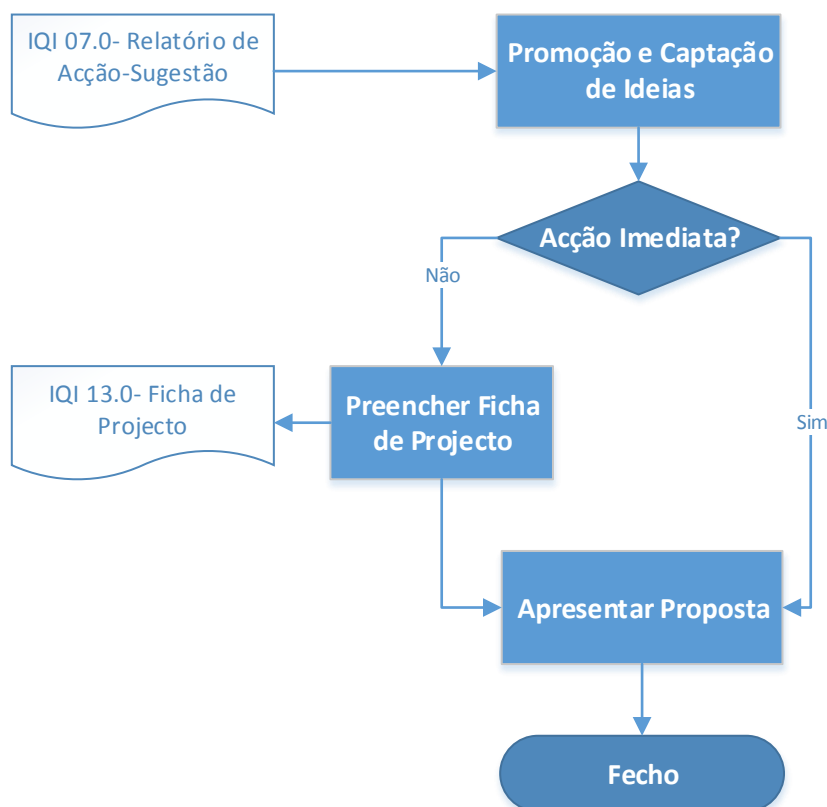 IQI 07.0- Relatório de
Acção-Sugestão
Promoção e Captação
de Ideias
Acção Imediata?
Não
IQI 13.0- Ficha de
Projecto
Preencher Ficha
de Projecto
Sim
Apresentar Proposta
Fecho